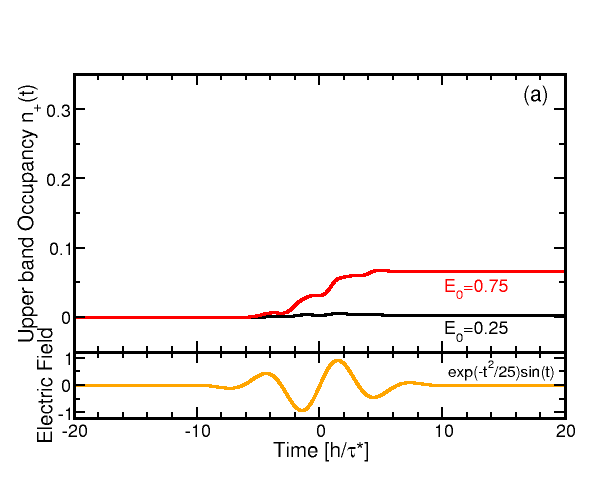 (a)
Upper band Occupancy n₊(t)
0.3
0.2
0.1
0
E₀=0.75
E₀=0.25
Electric Field
1
0
-1
exp(-t²/25)sin(t)
-20
-10
0
10
20
Time [h/τ*]